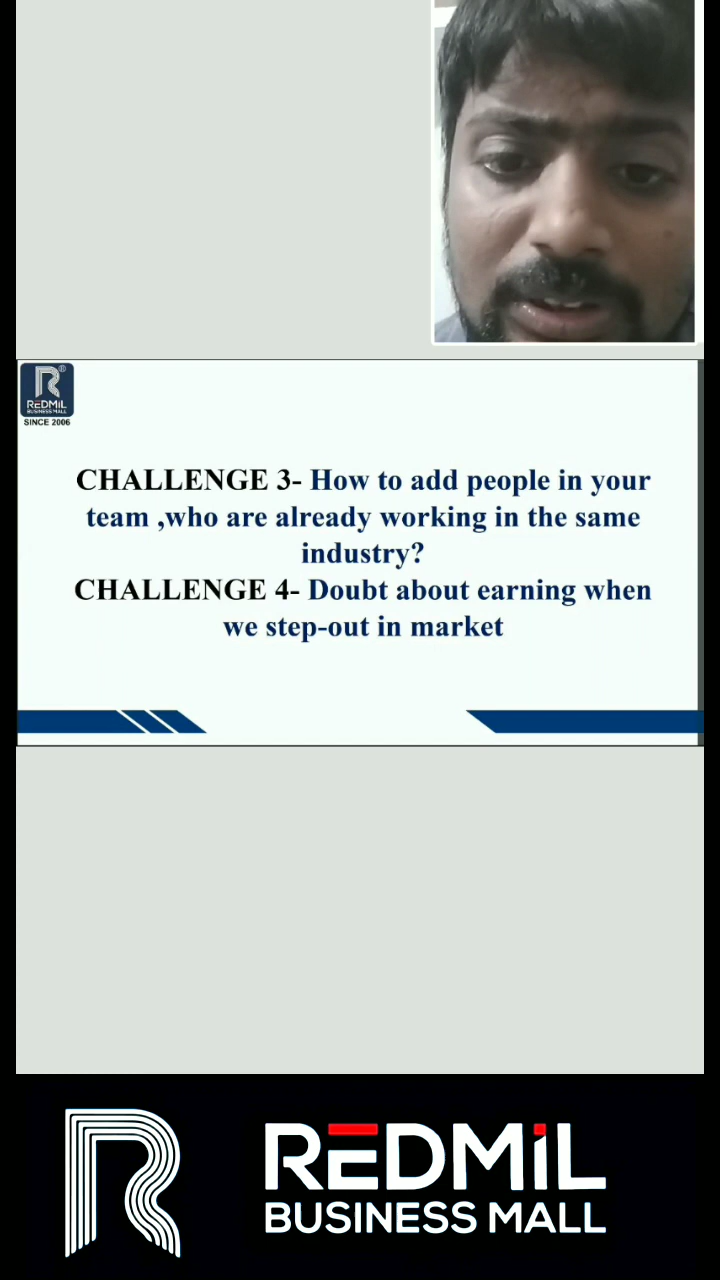 R®
REDMiL
BUSINESS MALL
SINCE 2006
CHALLENGE 3- How to add people in your
team ,who are already working in the same
industry?
CHALLENGE 4- Doubt about earning when
we step-out in market
R
REDMiL
BUSINESS MALL